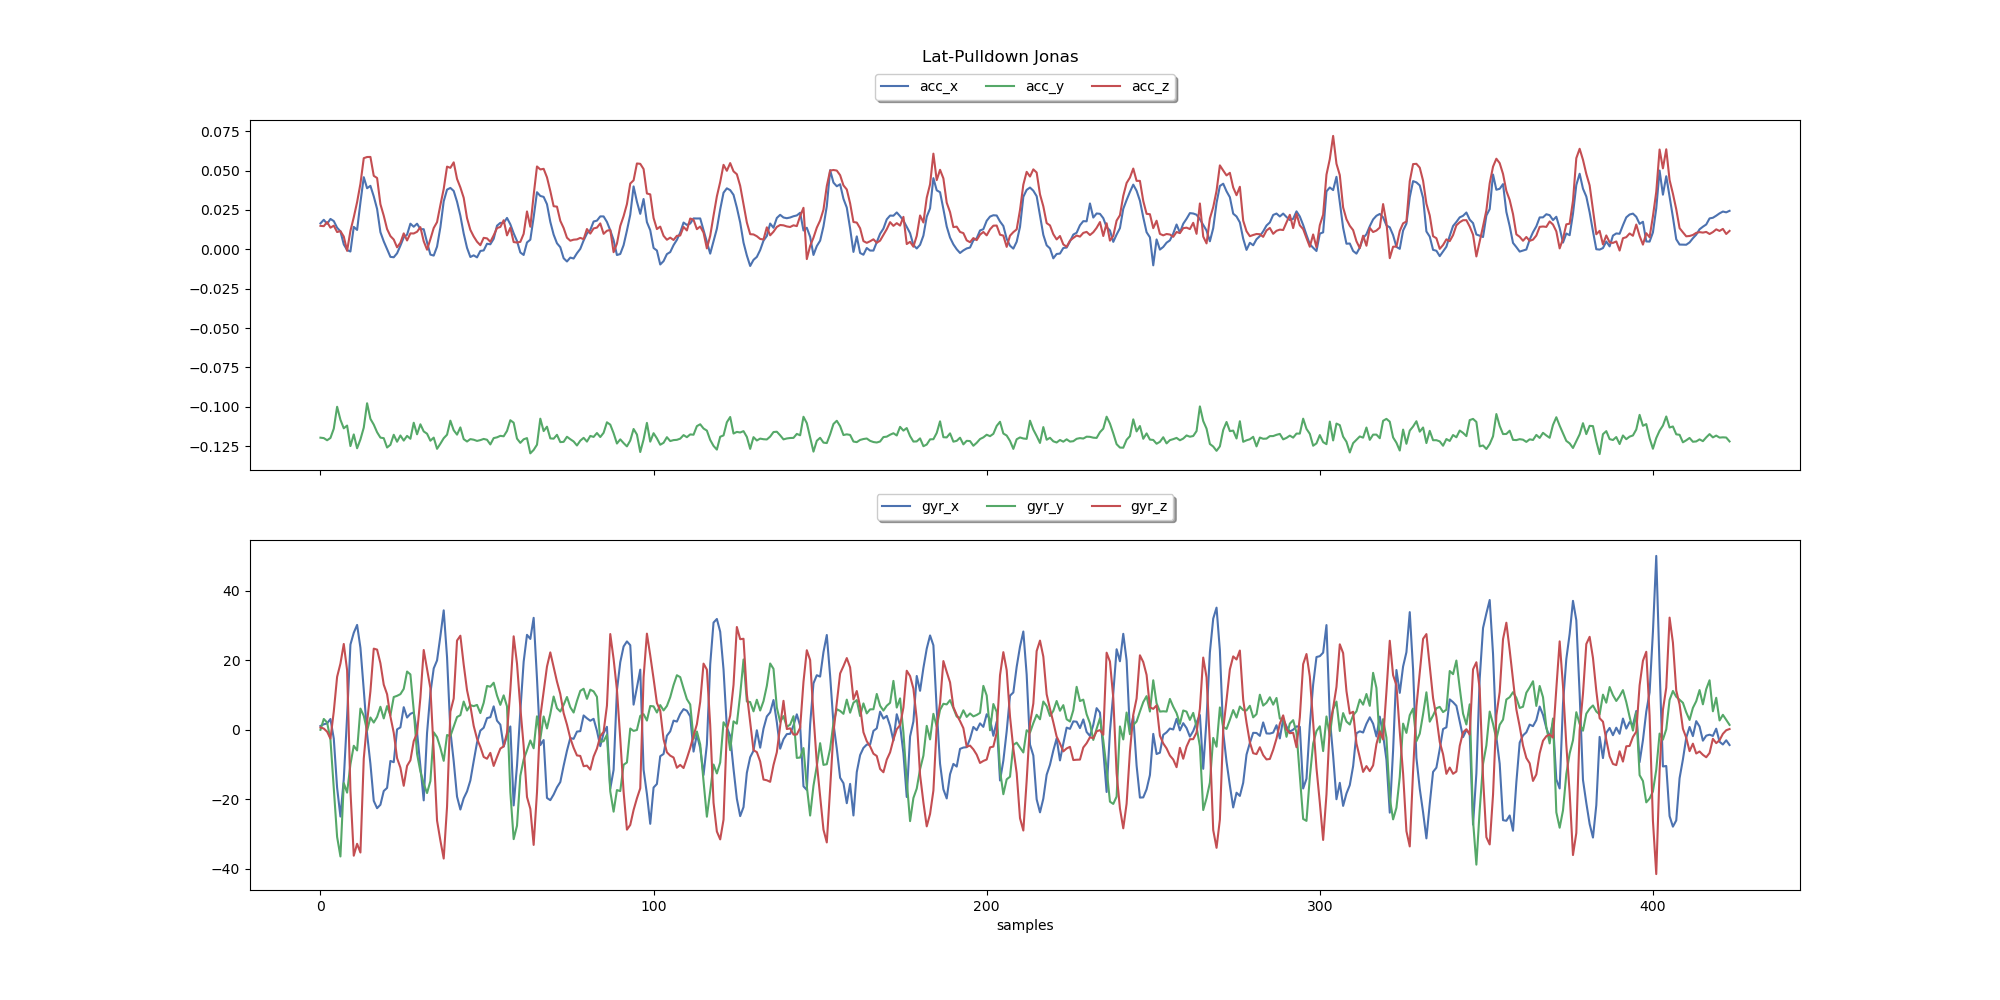 Lat-Pulldown Jonas
acc_x acc_y acc_z
0.075
0.050
0.025
0.000
−0.025
−0.050
−0.075
−0.100
−0.125
gyr_x gyr_y gyr_z
40
20
0
−20
−40
0 100 200 300 400
samples